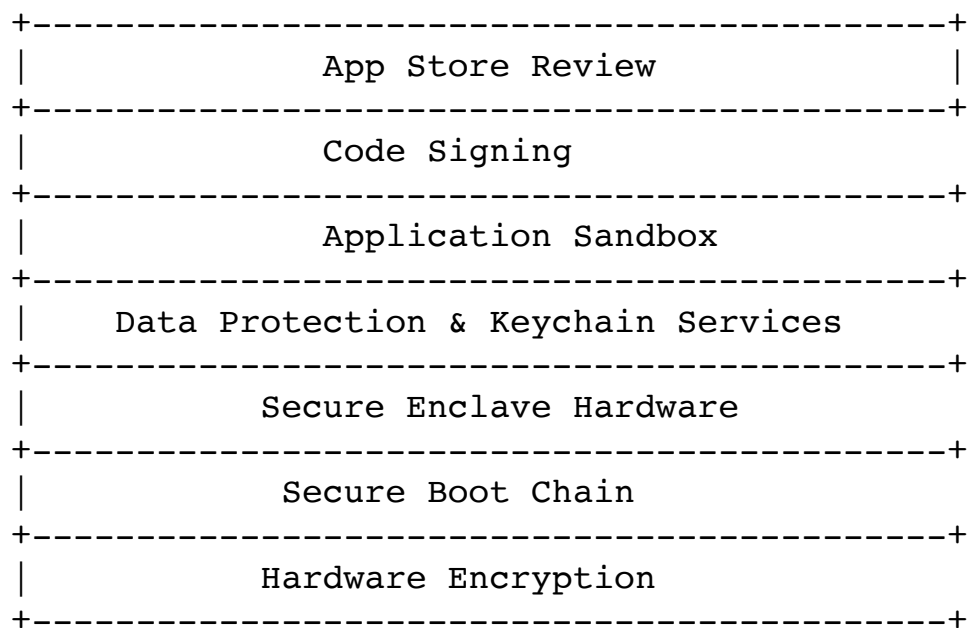 +--------------------------------------------+
|              App Store Review              |
+--------------------------------------------+
|              Code Signing
+--------------------------------------------+
|              Application Sandbox
+--------------------------------------------+
|    Data Protection & Keychain Services
+--------------------------------------------+
|           Secure Enclave Hardware
+--------------------------------------------+
|            Secure Boot Chain
+--------------------------------------------+
|           Hardware Encryption
+--------------------------------------------+